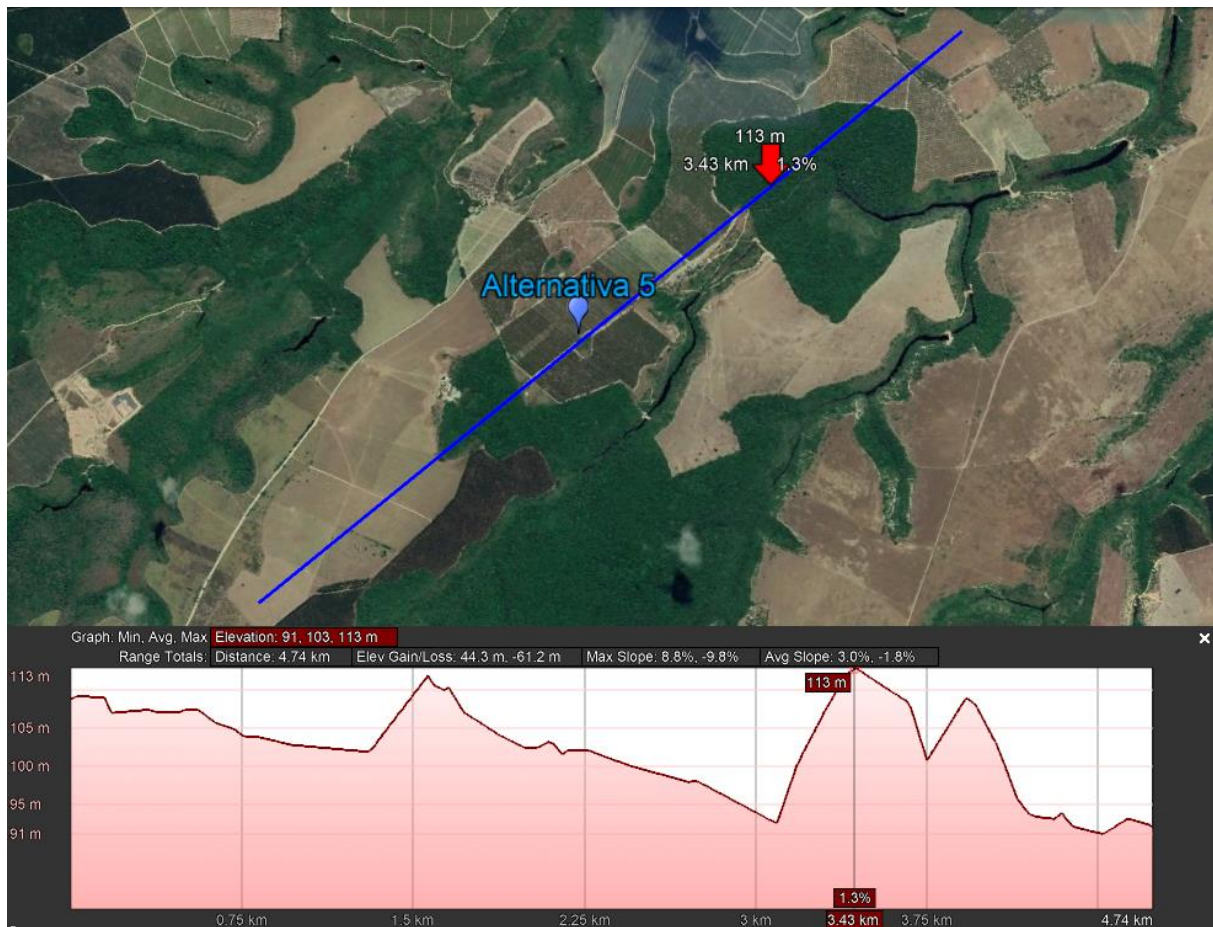 113 m
3.43 km 1.3%
Alternativa 5
Graph: Min, Avg, Max Elevation: 91, 103, 113 m
Range Totals: Distance: 4.74 km Elev Gain/Loss: 44.3 m, -61.2 m Max Slope: 8.8%, -9.8% Avg Slope: 3.0%, -1.8%
113 m
113 m
105 m
100 m
95 m
91 m
1.3%
0.75 km 1.5 km 2.25 km 3 km 3.43 km 3.75 km 4.74 km